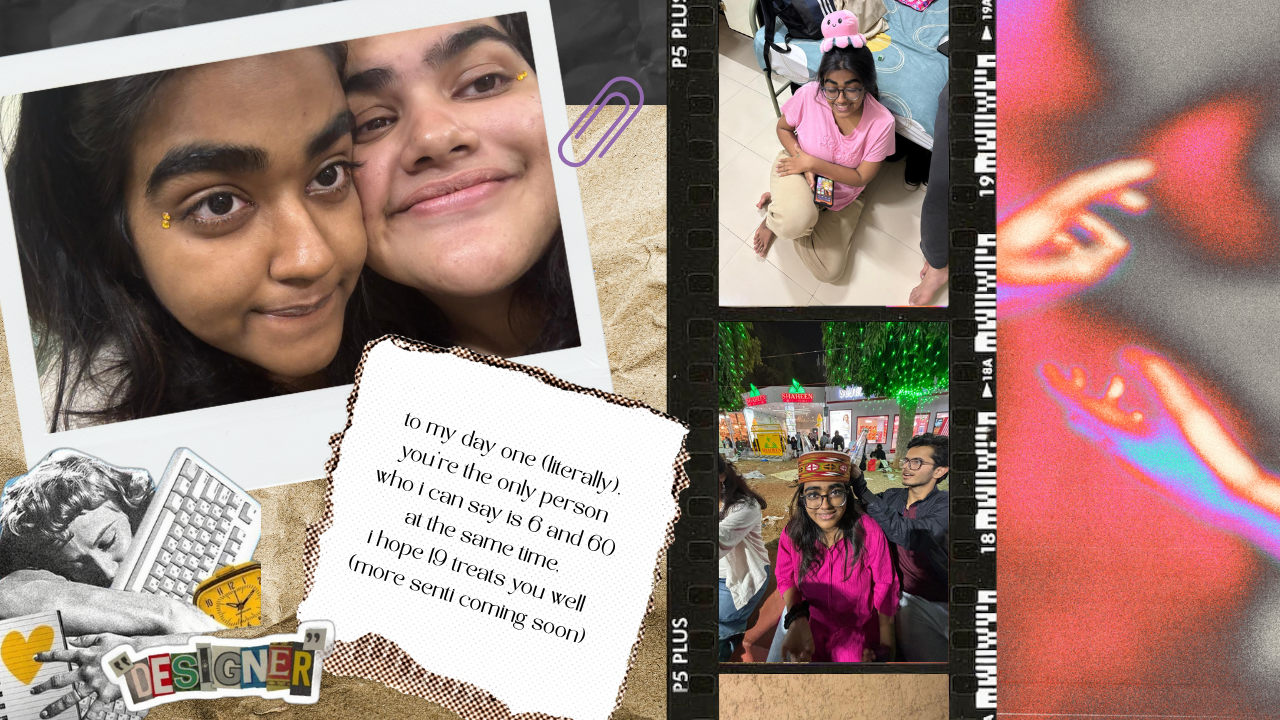 to my day one (literally).
you're the only person
who i can say is 6 and 60
at the same time.
i hope 19 treats you well
(more senti coming soon)
"DESIGNER"
P5 PLUS
SHAHEEN
P5 PLUS
19A
19
18A
18